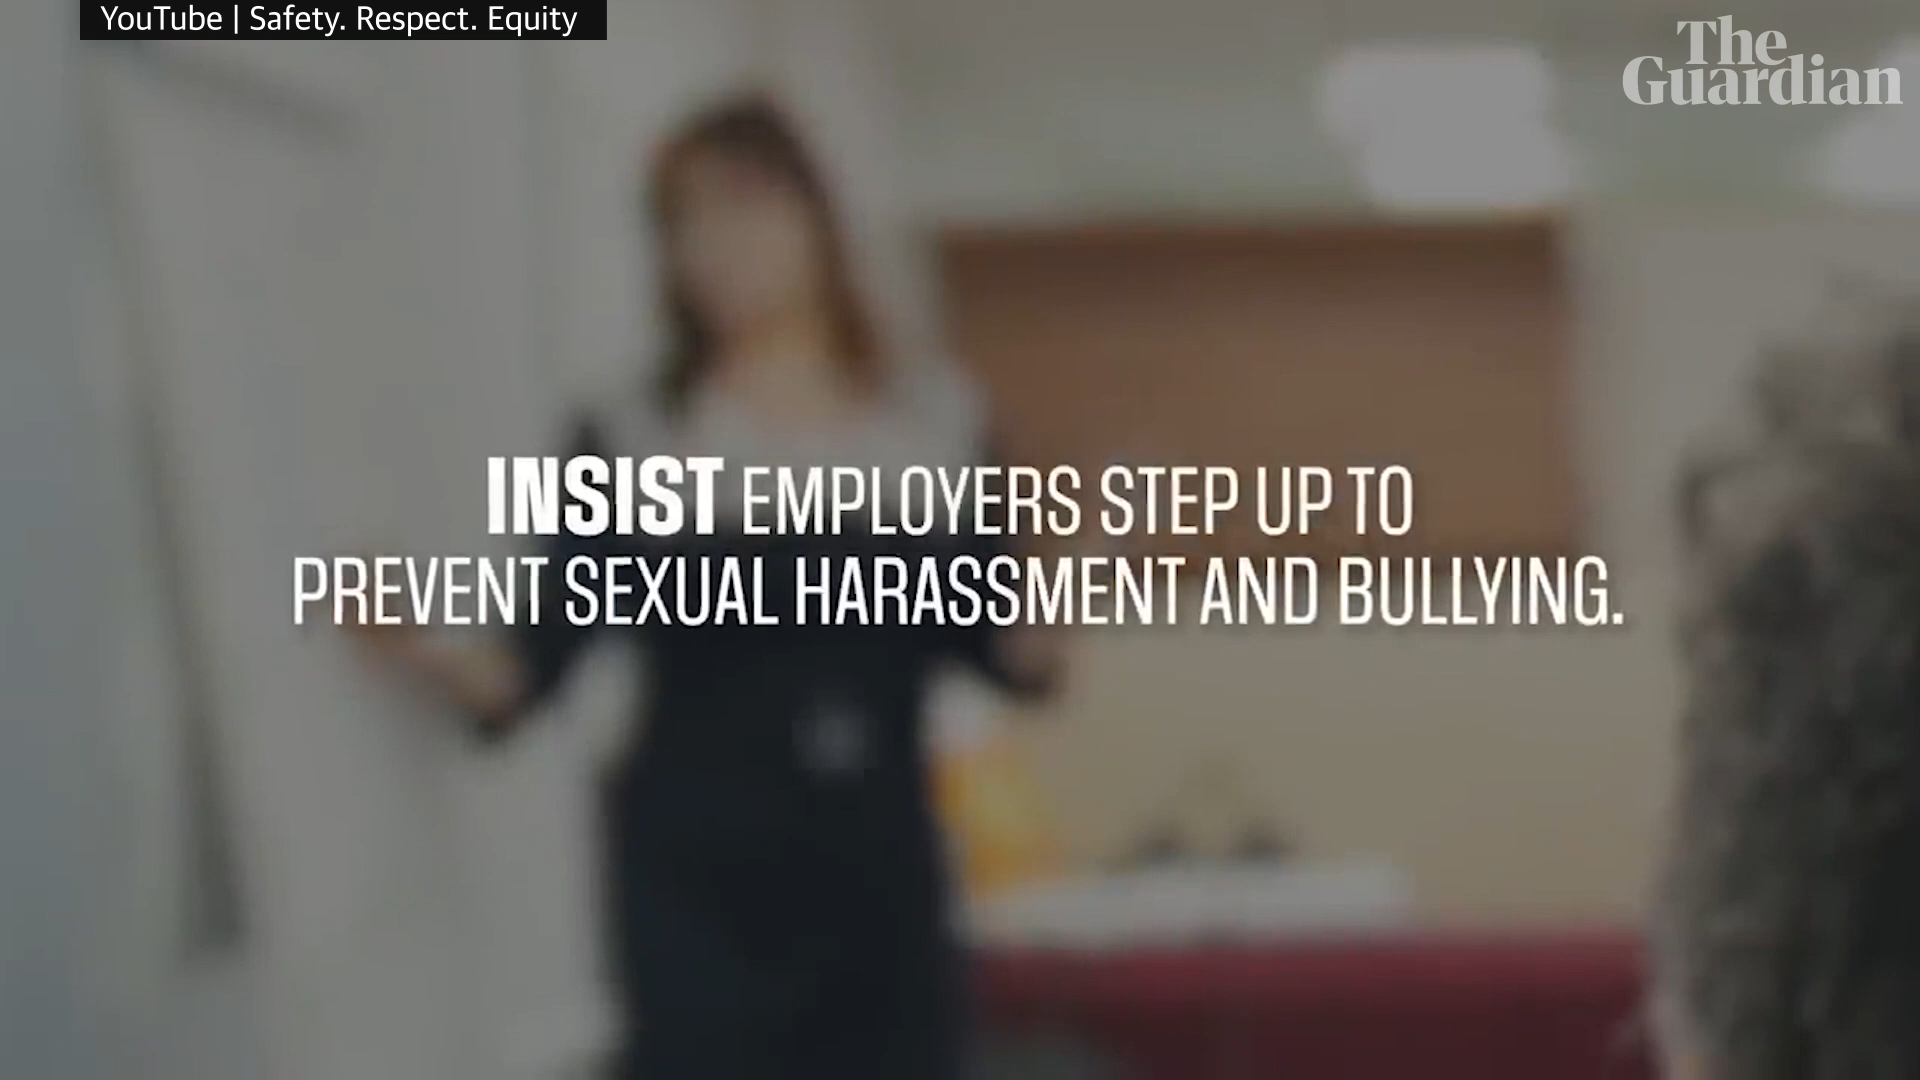 YouTube | Safety. Respect. Equity
The
Guardian
INSIST EMPLOYERS STEP UP TO
PREVENT SEXUAL HARASSMENT AND BULLYING.